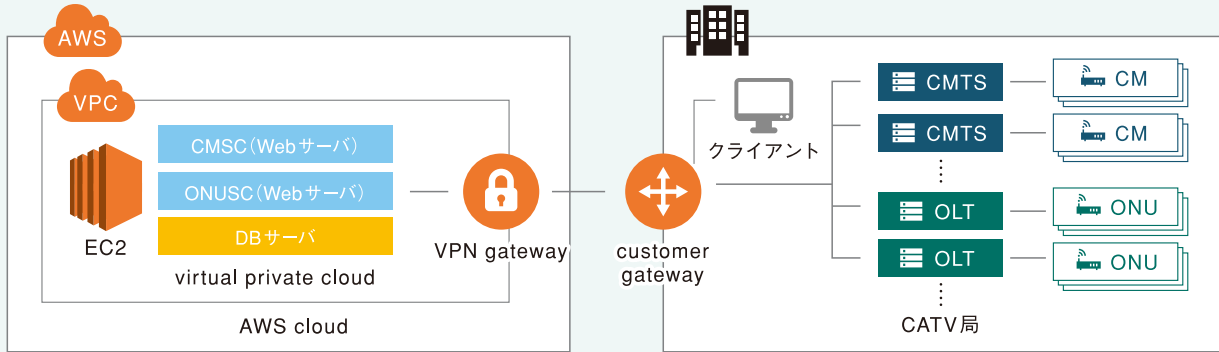 AWS
VPC
CMSC（Webサーバ）
ONUSC（Webサーバ）
DBサーバ
EC2
virtual private cloud
AWS cloud
VPN gateway
customer
gateway
クライアント
CMTS
CM
CMTS
CM
OLT
ONU
OLT
ONU
CATV局